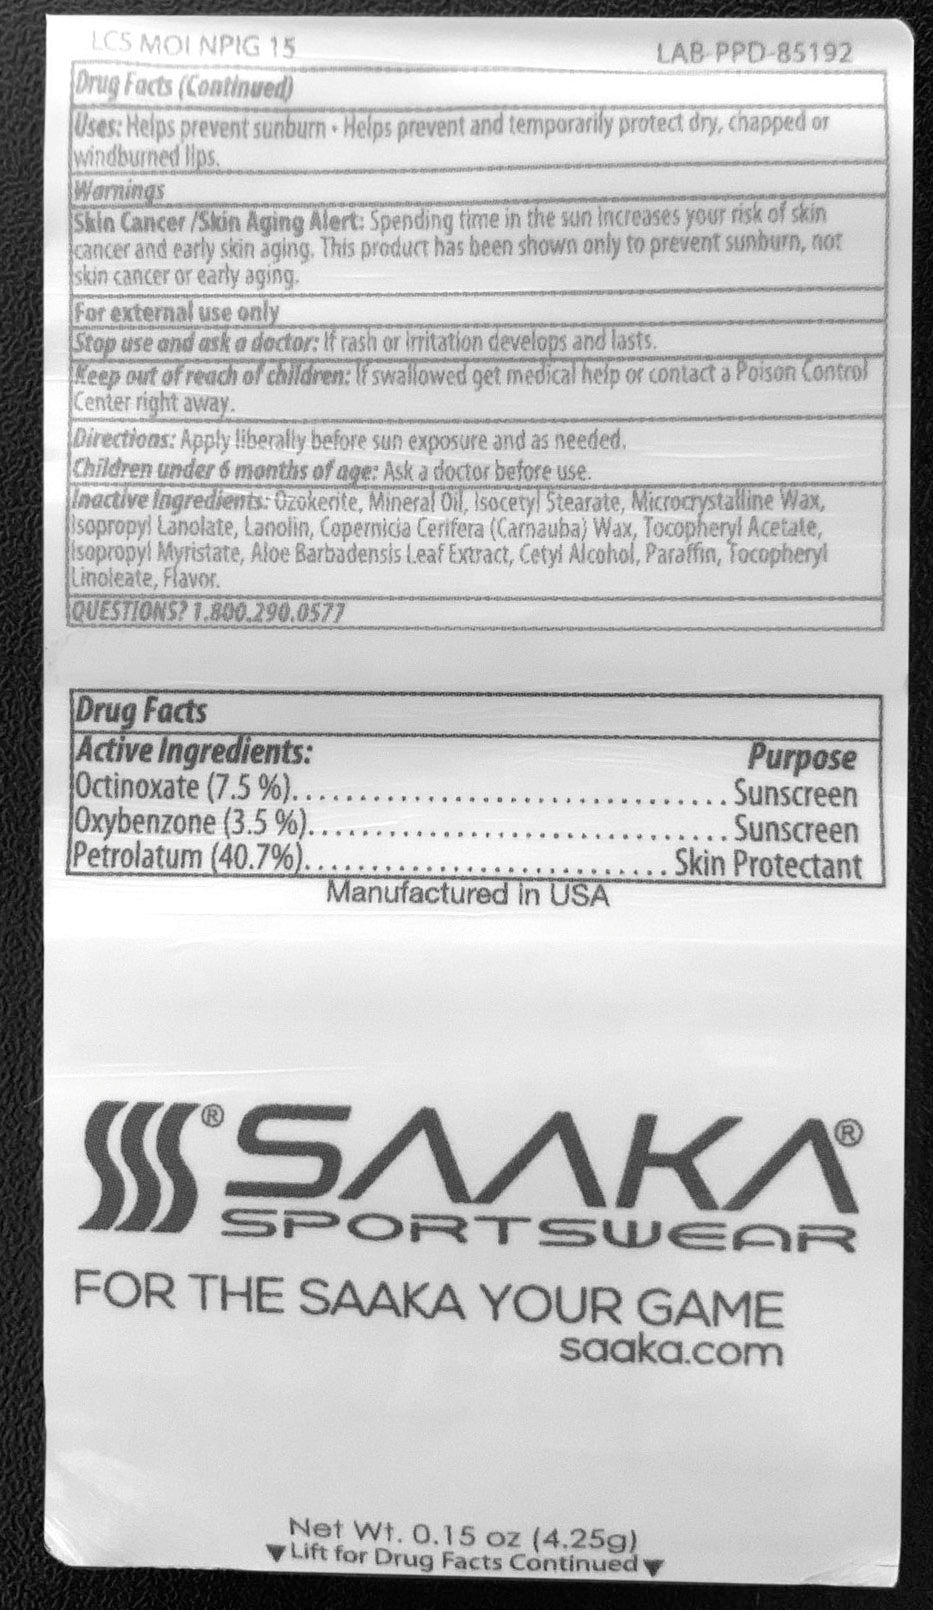 LCS MOI NPIG 15 LAB-PPD-85192
Drug Facts (Continued)
Uses: Helps prevent sunburn • Helps prevent and temporarily protect dry, chapped or
windburned lips.
Warnings
Skin Cancer /Skin Aging Alert: Spending time in the sun increases your risk of skin
cancer and early skin aging. This product has been shown only to prevent sunburn, not
skin cancer or early aging.
For external use only
Stop use and ask a doctor: If rash or irritation develops and lasts.
Keep out of reach of children: If swallowed get medical help or contact a Poison Control
Center right away.
Directions: Apply liberally before sun exposure and as needed.
Children under 6 months of age: Ask a doctor before use.
Inactive Ingredients: Ozokerite, Mineral Oil, Isocetyl Stearate, Microcrystalline Wax,
Isopropyl Lanolate, Lanolin, Copernicia Cerifera (Carnauba) Wax, Tocopheryl Acetate,
Isopropyl Myristate, Aloe Barbadensis Leaf Extract, Cetyl Alcohol, Paraffin, Tocopheryl
Linoleate, Flavor.
QUESTIONS? 1.800.290.0577
Drug Facts
Active Ingredients: Purpose
Octinoxate (7.5 %)................................ Sunscreen
Oxybenzone (3.5 %)............................... Sunscreen
Petrolatum (40.7%)........................... Skin Protectant
Manufactured in USA
® SAAKA®
SPORTSWEAR
FOR THE SAAKA YOUR GAME
saaka.com
Net Wt. 0.15 oz (4.25g)
▼Lift for Drug Facts Continued▼